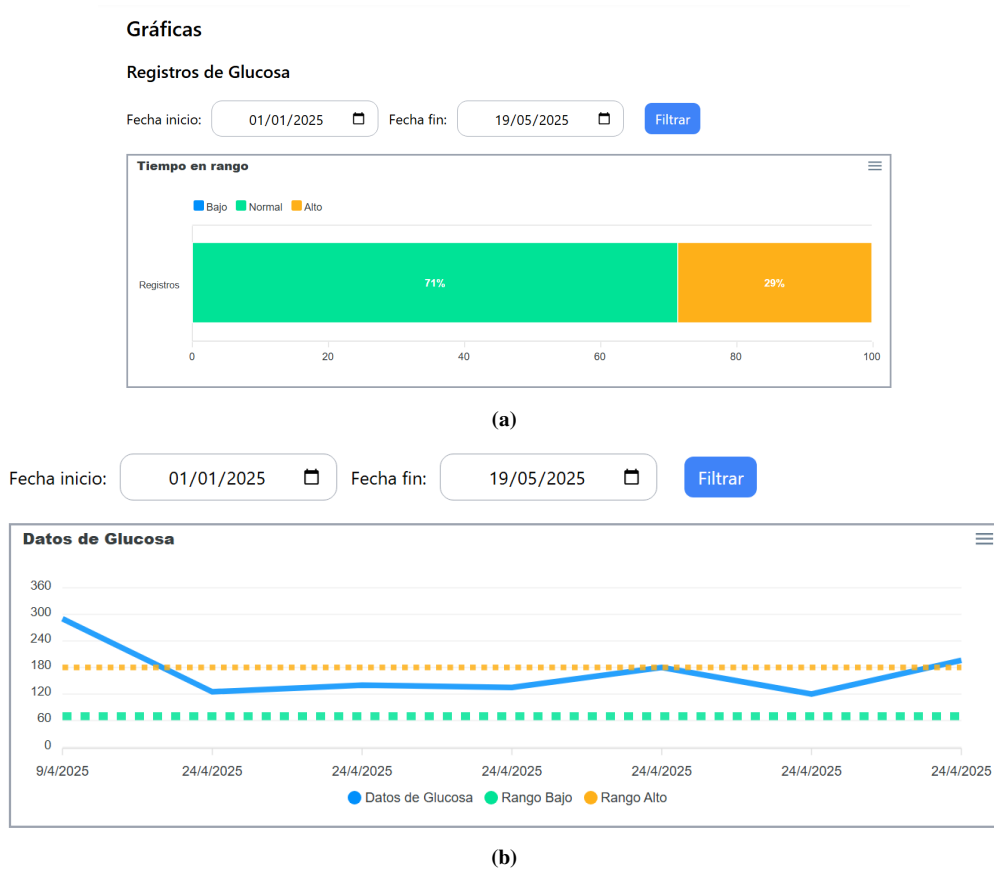 Gráficas
Registros de Glucosa
Fecha inicio: 01/01/2025 Fecha fin: 19/05/2025 Filtrar
Tiempo en rango
Bajo Normal Alto
Registros 71% 29%
0 20 40 60 80 100
(a)
Fecha inicio: 01/01/2025 Fecha fin: 19/05/2025 Filtrar
Datos de Glucosa
360
300
240
180
120
60
0
9/4/2025 24/4/2025 24/4/2025 24/4/2025 24/4/2025 24/4/2025 24/4/2025
Datos de Glucosa Rango Bajo Rango Alto
(b)